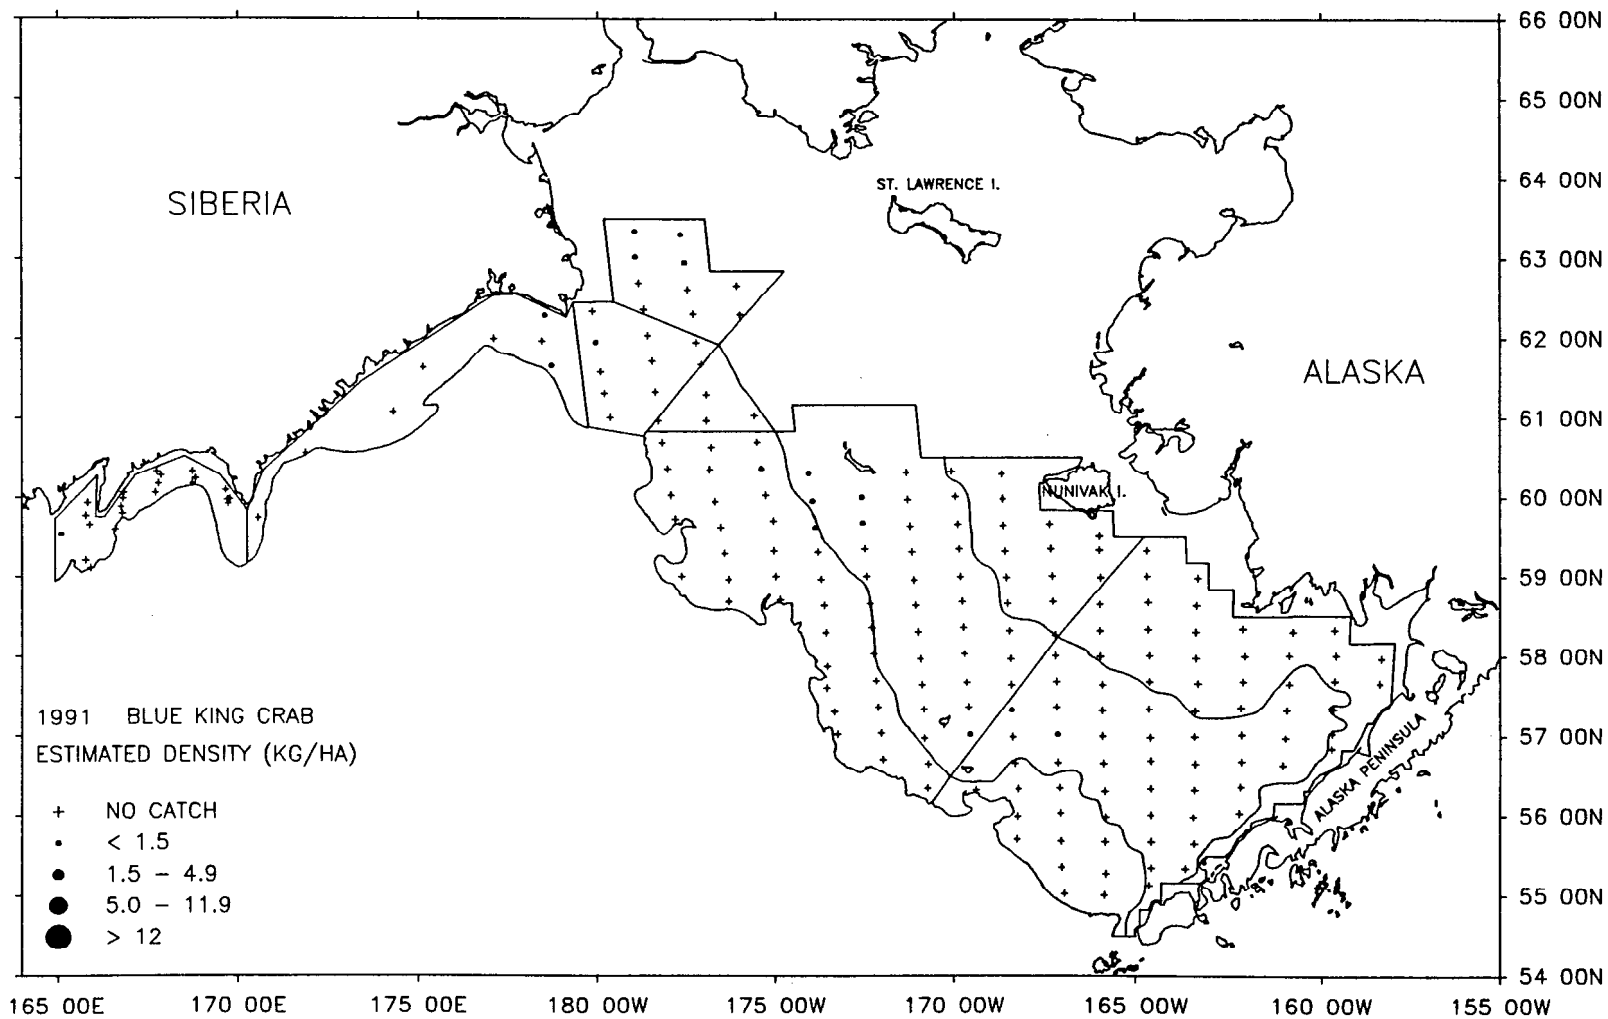 66 00N
65 00N
64 00N
63 00N
62 00N
61 00N
60 00N
59 00N
58 00N
57 00N
56 00N
55 00N
54 00N
SIBERIA
ST. LAWRENCE I.
ALASKA
NUNIVAK I.
ALASKA PENINSULA
1991 BLUE KING CRAB
ESTIMATED DENSITY (KG/HA)
+ NO CATCH
< 1.5
1.5 – 4.9
5.0 – 11.9
> 12
165 00E 170 00E 175 00E 180 00W 175 00W 170 00W 165 00W 160 00W 155 00W